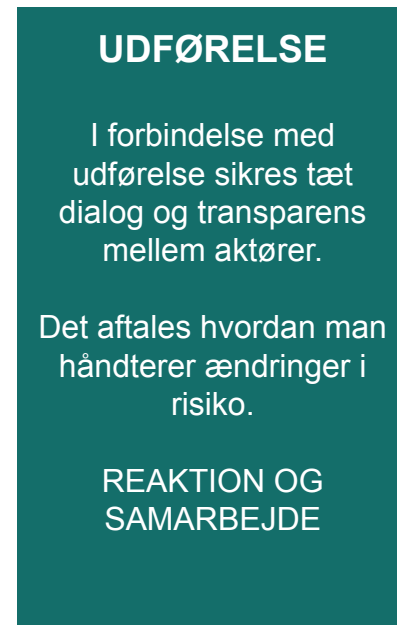 UDFØRELSE
I forbindelse med
udførelse sikres tæt
dialog og transparens
mellem aktører.
Det aftales hvordan man
håndterer ændringer i
risiko.
REAKTION OG
SAMARBEJDE